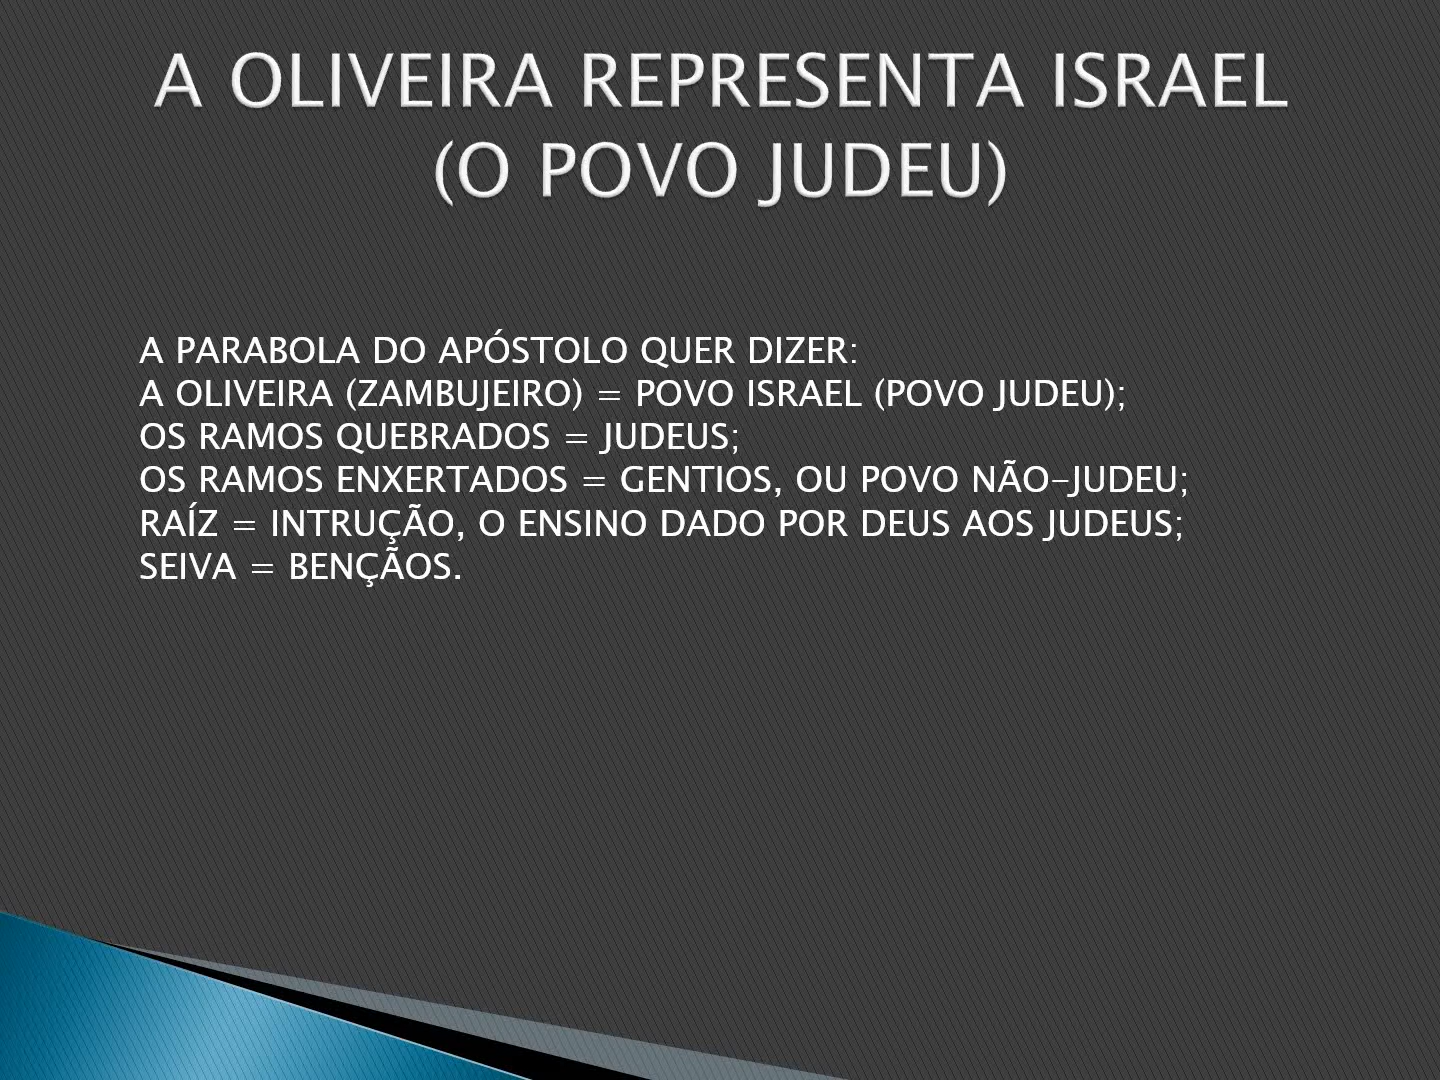 A OLIVEIRA REPRESENTA ISRAEL
(O POVO JUDEU)
A PARABOLA DO APÓSTOLO QUER DIZER:
A OLIVEIRA (ZAMBUJEIRO) = POVO ISRAEL (POVO JUDEU);
OS RAMOS QUEBRADOS = JUDEUS;
OS RAMOS ENXERTADOS = GENTIOS, OU POVO NÃO-JUDEU;
RAÍZ = INTRUÇÃO, O ENSINO DADO POR DEUS AOS JUDEUS;
SEIVA = BENÇÃOS.